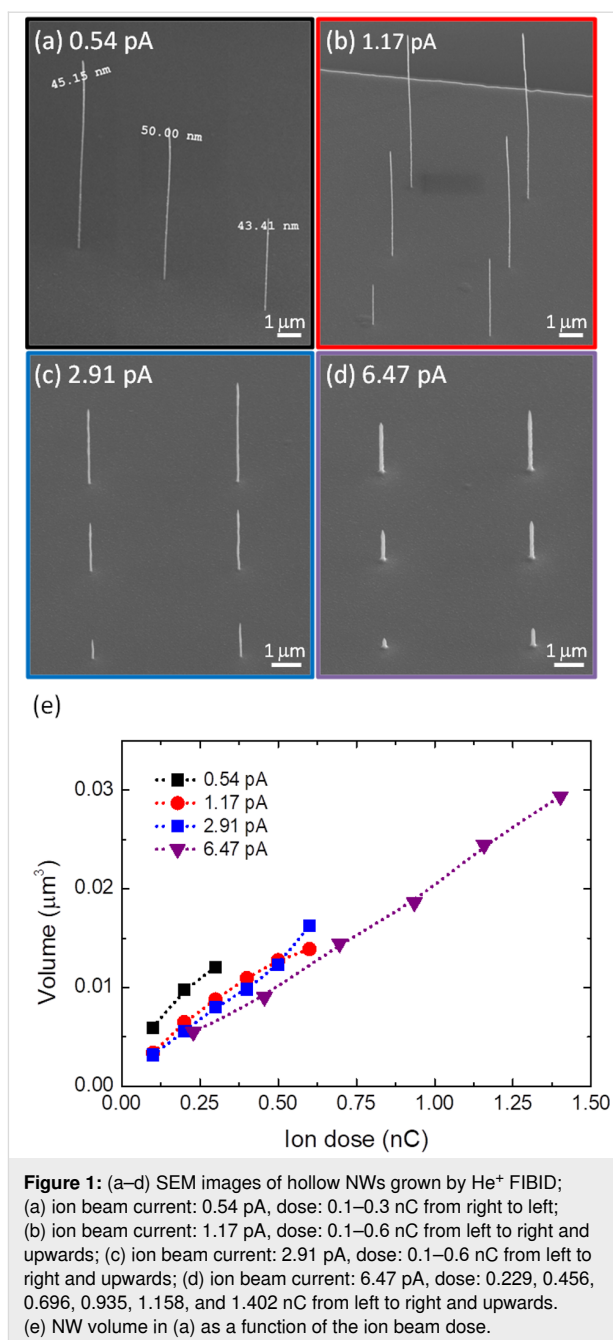 (a) 0.54 pA
45.15 nm
50.00 nm
43.41 nm
1 μm
(b) 1.17 pA
1 μm
(c) 2.91 pA
1 μm
(d) 6.47 pA
1 μm
(e)
0.03
0.02
0.01
0.00
Volume (μm³)
0.54 pA
1.17 pA
2.91 pA
6.47 pA
0.00 0.25 0.50 0.75 1.00 1.25 1.50
Ion dose (nC)
Figure 1: (a–d) SEM images of hollow NWs grown by He⁺ FIBID;
(a) ion beam current: 0.54 pA, dose: 0.1–0.3 nC from right to left;
(b) ion beam current: 1.17 pA, dose: 0.1–0.6 nC from left to right and
upwards; (c) ion beam current: 2.91 pA, dose: 0.1–0.6 nC from left to
right and upwards; (d) ion beam current: 6.47 pA, dose: 0.229, 0.456,
0.696, 0.935, 1.158, and 1.402 nC from left to right and upwards.
(e) NW volume in (a) as a function of the ion beam dose.